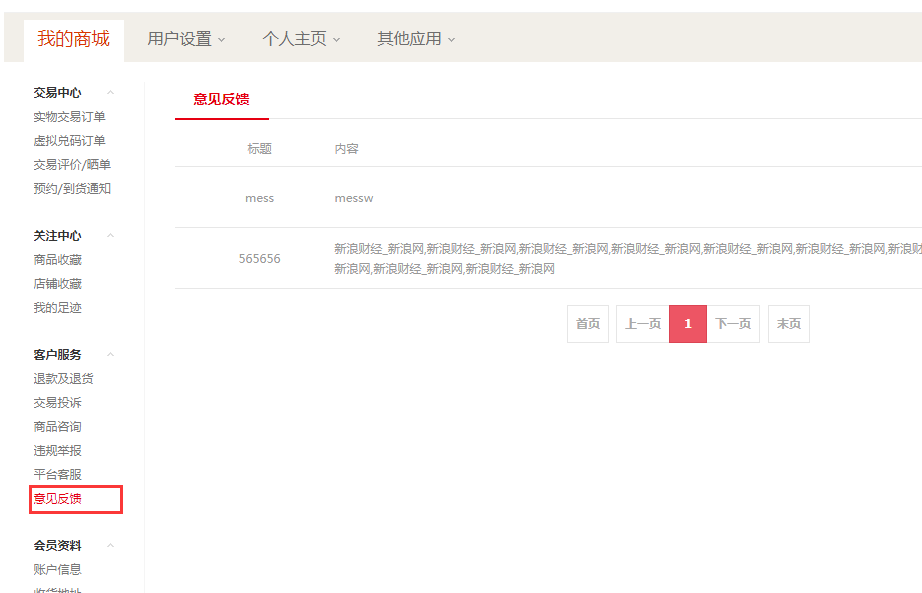 我的商城 用户设置 个人主页 其他应用
交易中心
实物交易订单
虚拟兑码订单
交易评价/晒单
预约/到货通知
关注中心
商品收藏
店铺收藏
我的足迹
客户服务
退款及退货
交易投诉
商品咨询
违规举报
平台客服
意见反馈
会员资料
账户信息
收货地址
意见反馈
标题 内容
mess messw
565656 新浪财经_新浪网,新浪财经_新浪网,新浪财经_新浪网,新浪财经_新浪网,新浪财经_新浪网,新浪财经_新浪网,新浪财
新浪网,新浪财经_新浪网,新浪财经_新浪网
首页 上一页 1 下一页 末页